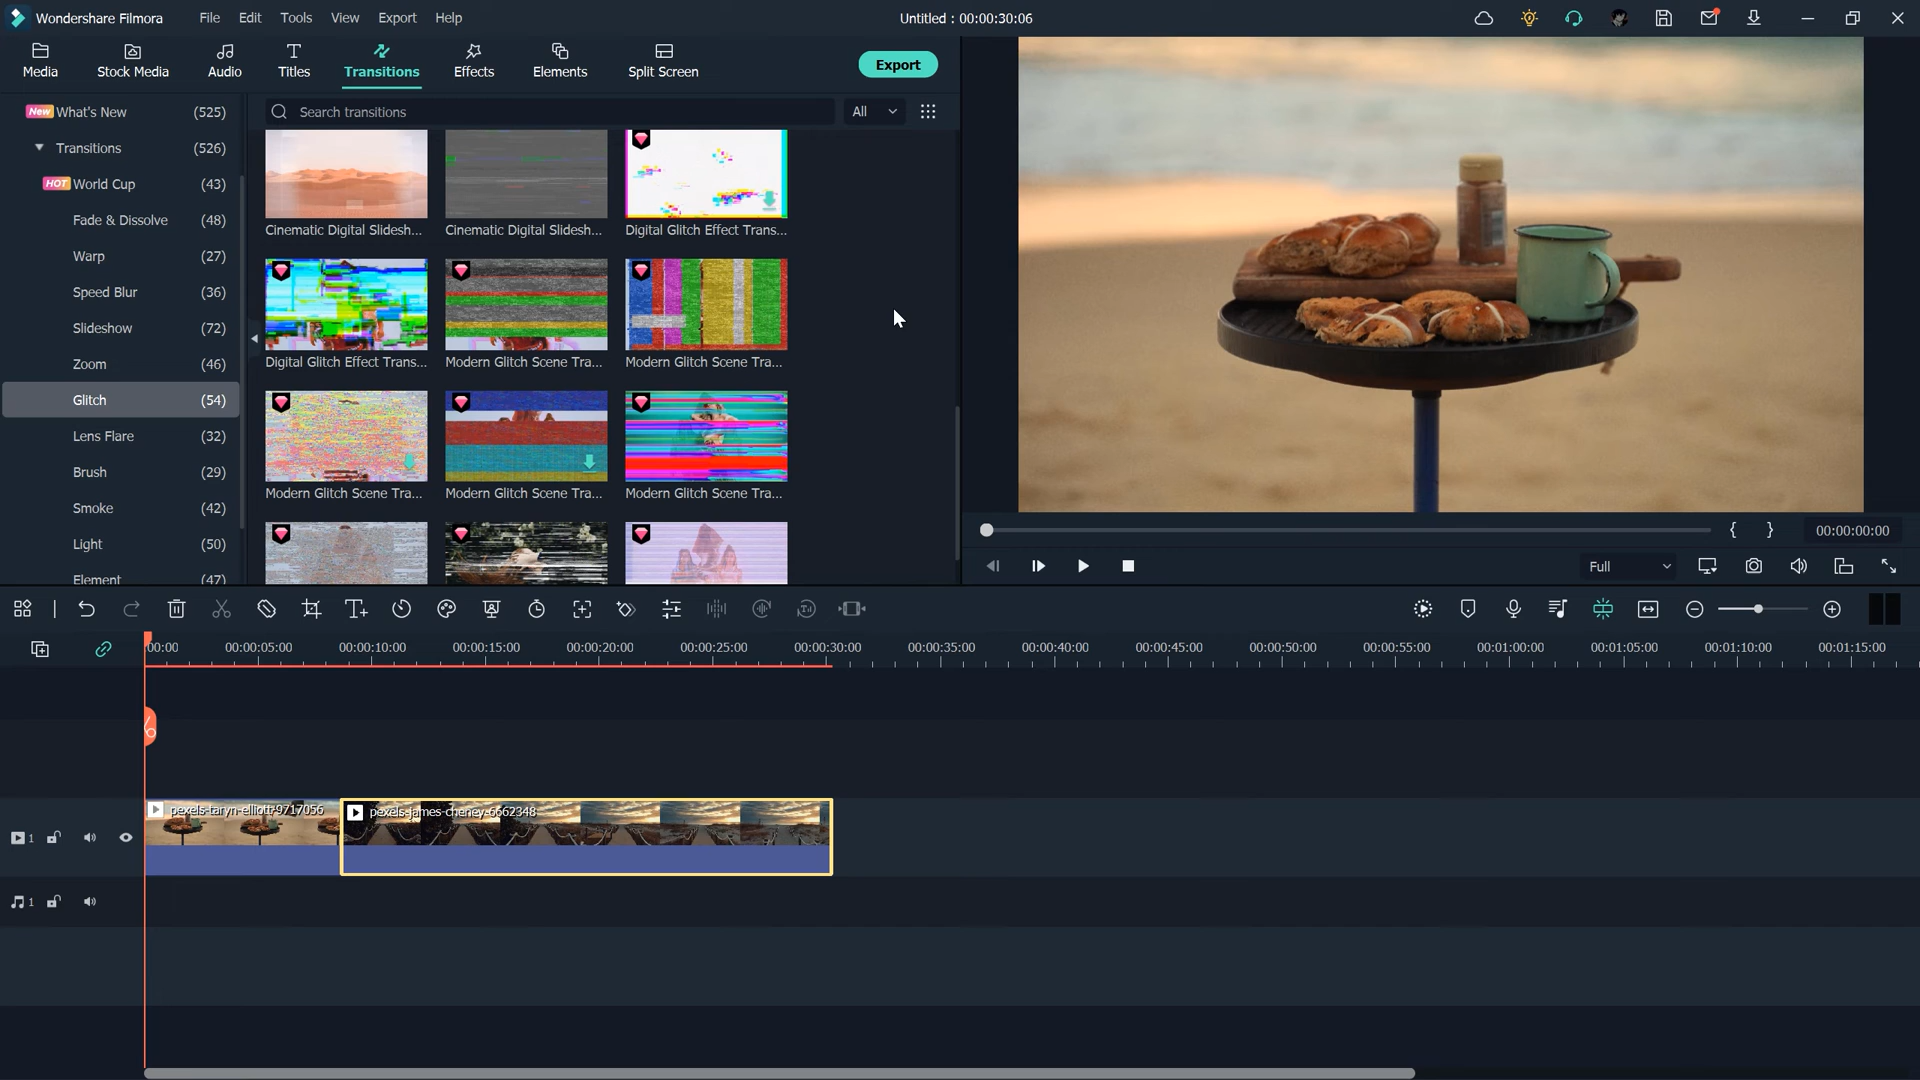 Wondershare Filmora File Edit Tools View Export Help Untitled : 00:00:30:06
Media Stock Media Audio Titles Transitions Effects Elements Split Screen Export
New What's New (525)
Search transitions All
Transitions (526)
HOT World Cup (43)
Fade & Dissolve (48)
Warp (27)
Speed Blur (36)
Slideshow (72)
Zoom (46)
Glitch (54)
Lens Flare (32)
Brush (29)
Smoke (42)
Light (50)
Element (47)
Cinematic Digital Slidesh... Cinematic Digital Slidesh... Digital Glitch Effect Trans...
Digital Glitch Effect Trans... Modern Glitch Scene Tra... Modern Glitch Scene Tra...
Modern Glitch Scene Tra... Modern Glitch Scene Tra... Modern Glitch Scene Tra...
{ } 00:00:00:00
Full
00:00 00:00:05:00 00:00:10:00 00:00:15:00 00:00:20:00 00:00:25:00 00:00:30:00 00:00:35:00 00:00:40:00 00:00:45:00 00:00:50:00 00:00:55:00 00:01:00:00 00:01:05:00 00:01:10:00 00:01:15:00
pexels-taryn-elliott-9717056 pexels-james-cheney-6662348
1
1